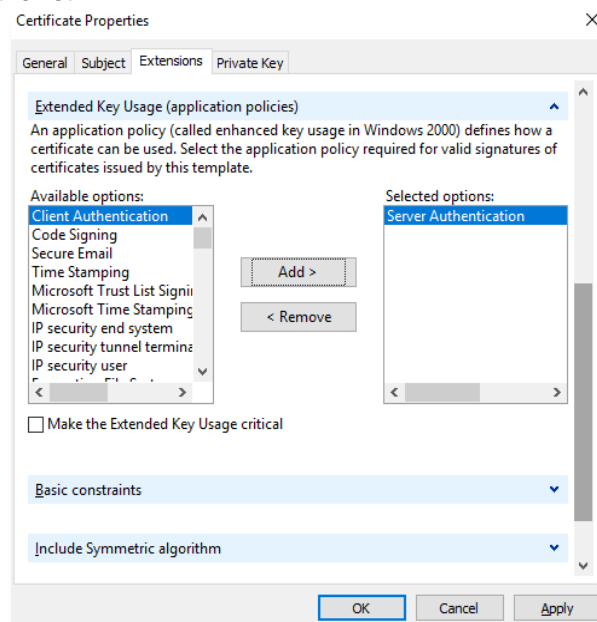 Certificate Properties
General Subject Extensions Private Key
Extended Key Usage (application policies)
An application policy (called enhanced key usage in Windows 2000) defines how a
certificate can be used. Select the application policy required for valid signatures of
certificates issued by this template.
Available options:
Client Authentication
Code Signing
Secure Email
Time Stamping
Microsoft Trust List Signi
Microsoft Time Stamping
IP security end system
IP security tunnel termina
IP security user
Add >
< Remove
Selected options:
Server Authentication
Make the Extended Key Usage critical
Basic constraints
Include Symmetric algorithm
OK Cancel Apply